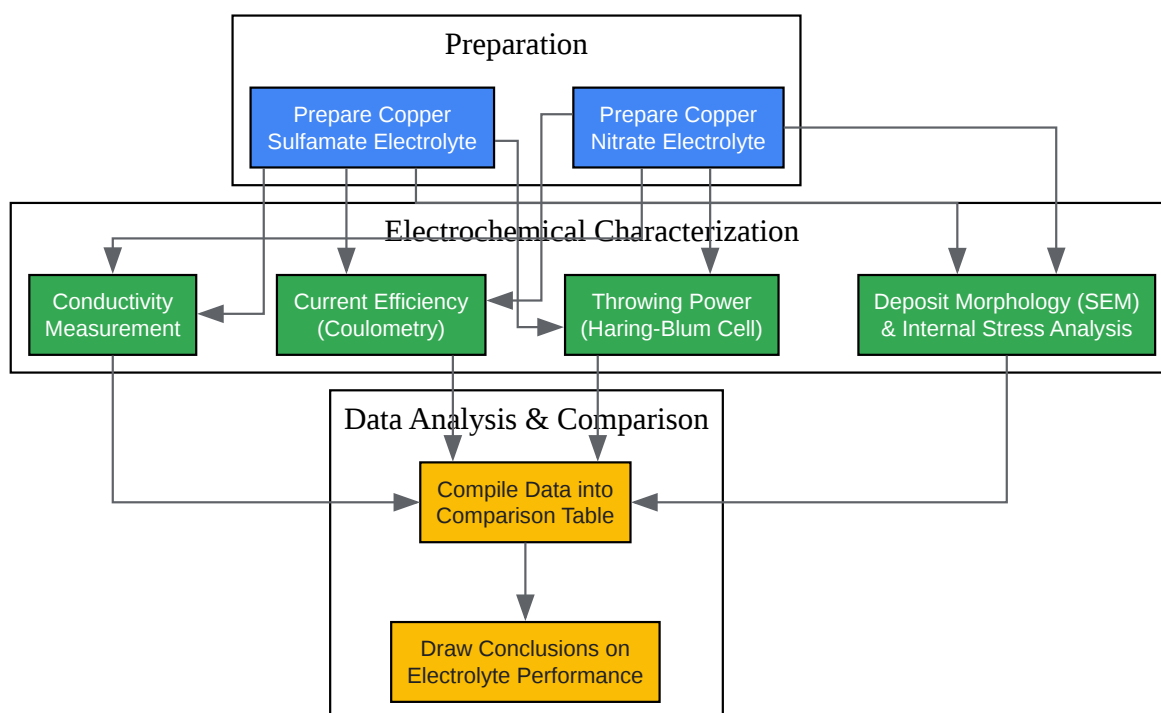 Preparation
Prepare Copper
Sulfamate Electrolyte
Prepare Copper
Nitrate Electrolyte
Electrochemical Characterization
Conductivity
Measurement
Current Efficiency
(Coulometry)
Throwing Power
(Haring-Blum Cell)
Deposit Morphology (SEM)
& Internal Stress Analysis
Data Analysis & Comparison
Compile Data into
Comparison Table
Draw Conclusions on
Electrolyte Performance